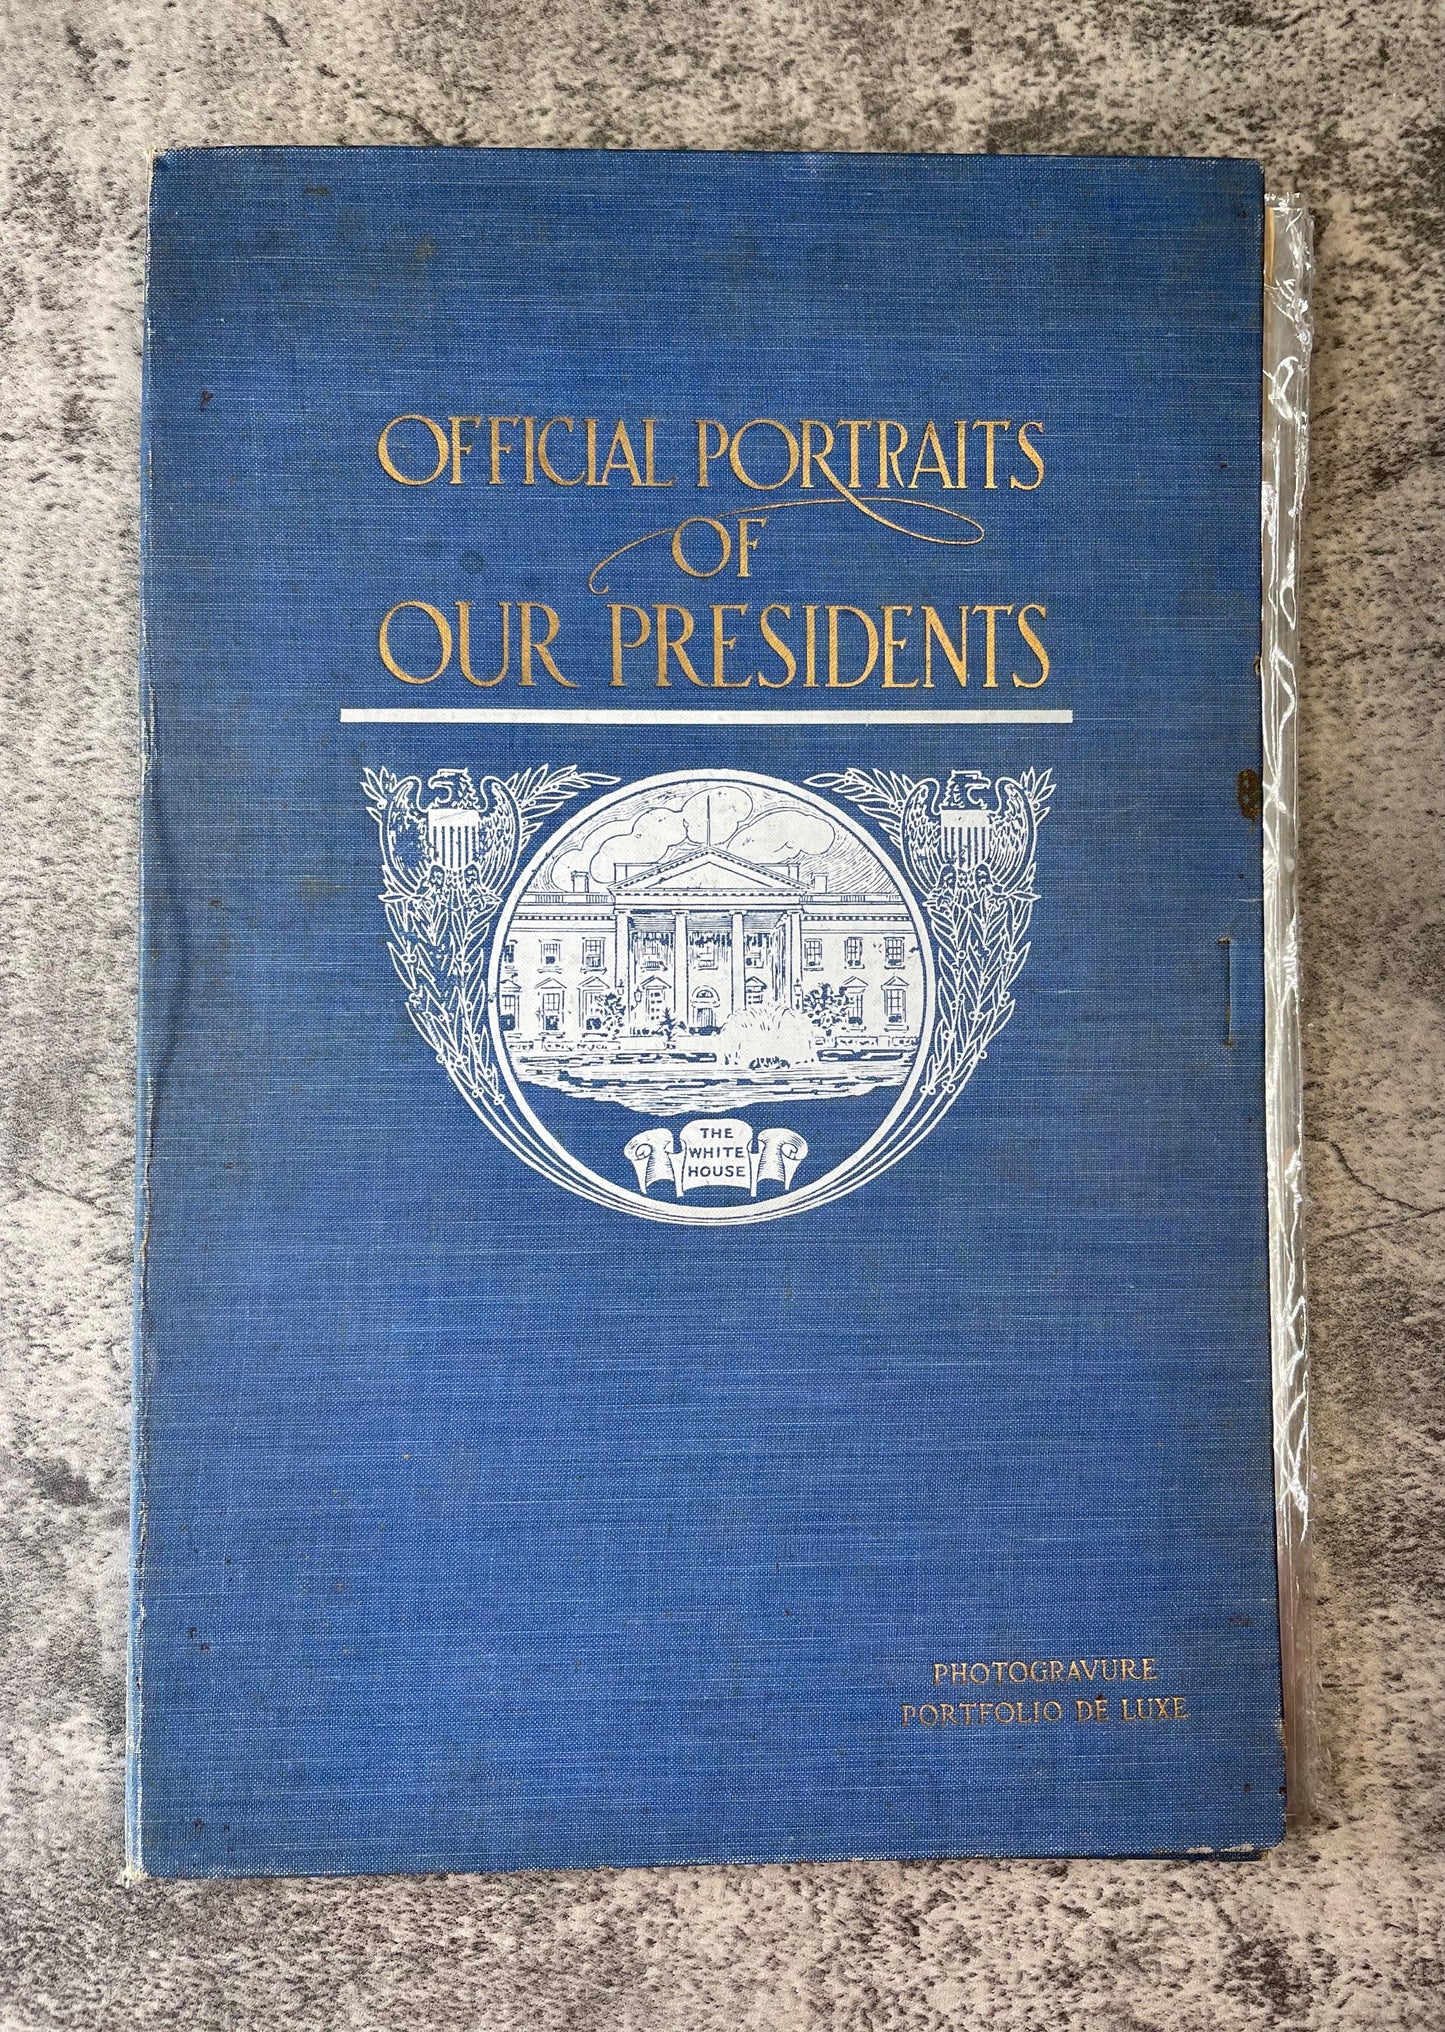 OFFICIAL PORTRAITS
OF
OUR PRESIDENTS
THE
WHITE
HOUSE
PHOTOGRAVURE
PORTFOLIO DE LUXE